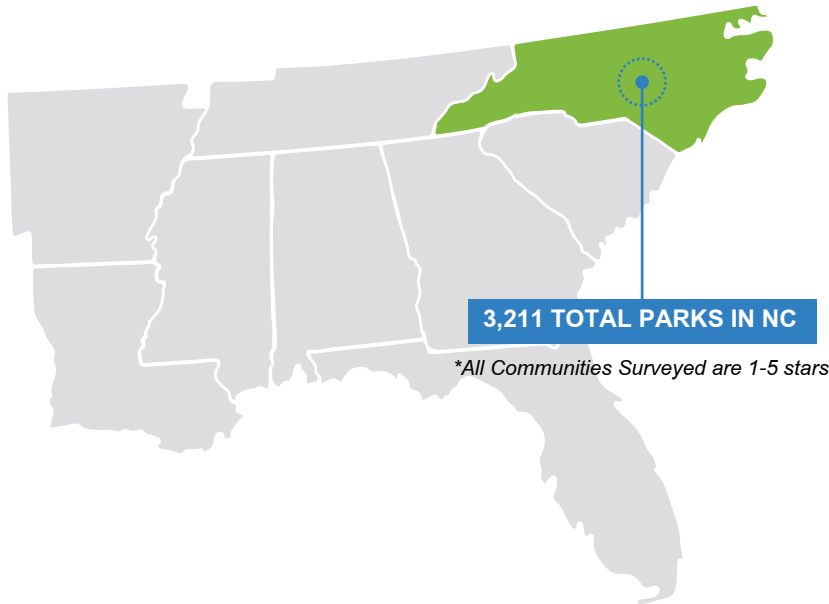 3,211 TOTAL PARKS IN NC
*All Communities Surveyed are 1-5 stars